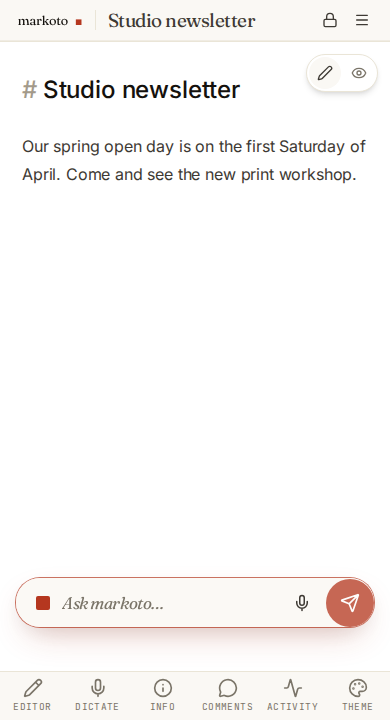 markoto
Studio newsletter
# Studio newsletter
Our spring open day is on the first Saturday of
April. Come and see the new print workshop.
Ask markoto...
EDITOR DICTATE INFO COMMENTS ACTIVITY THEME